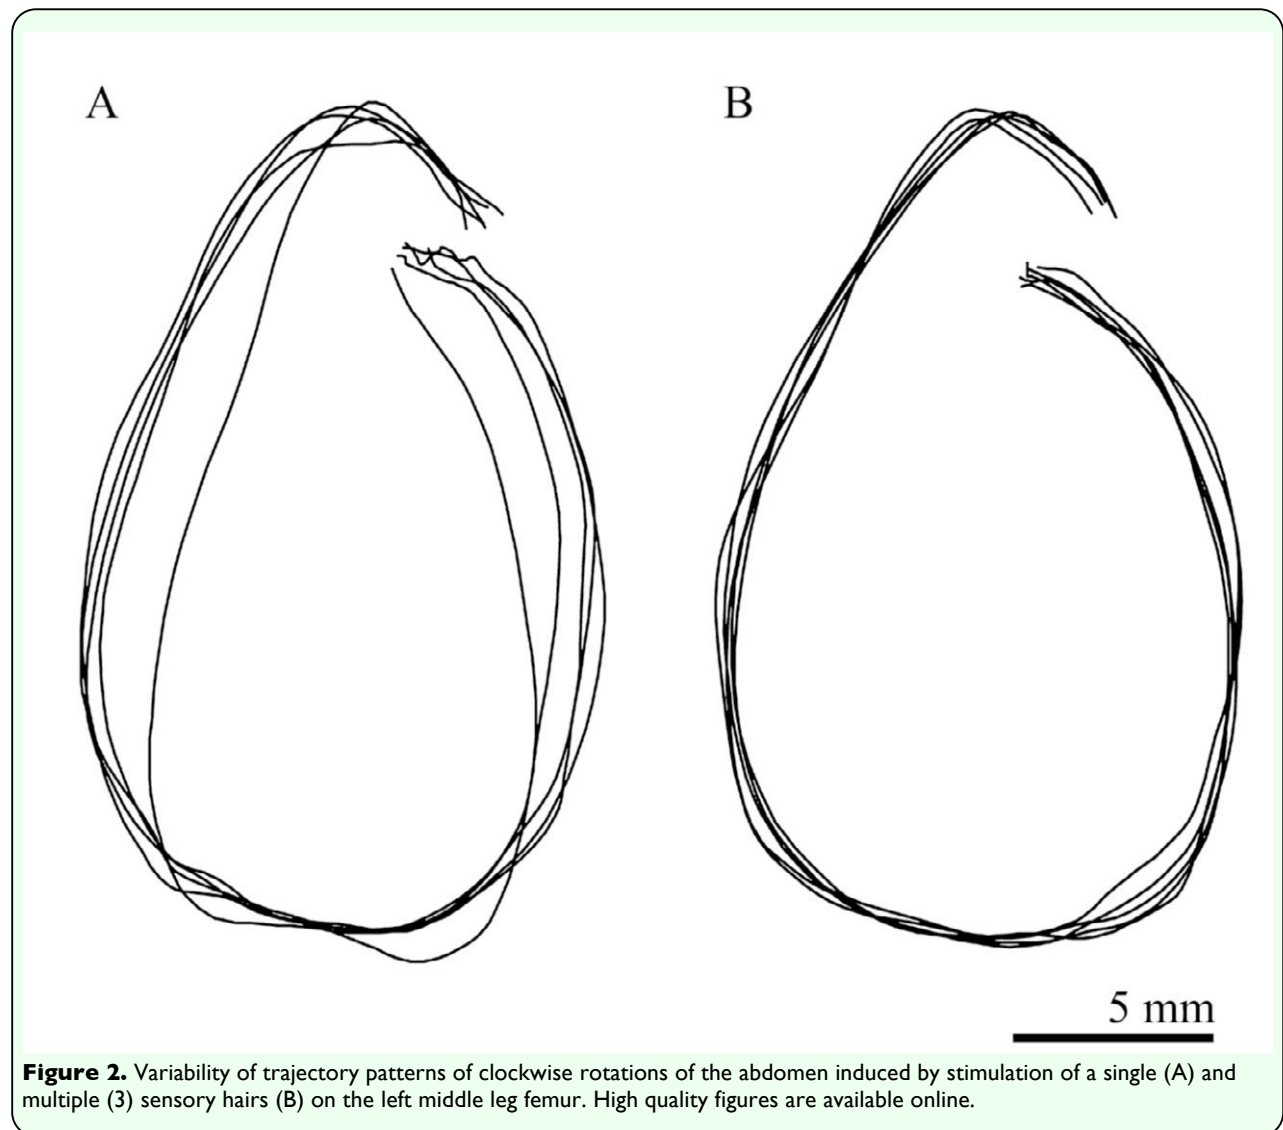 A
B
5 mm
Figure 2. Variability of trajectory patterns of clockwise rotations of the abdomen induced by stimulation of a single (A) and
multiple (3) sensory hairs (B) on the left middle leg femur. High quality figures are available online.